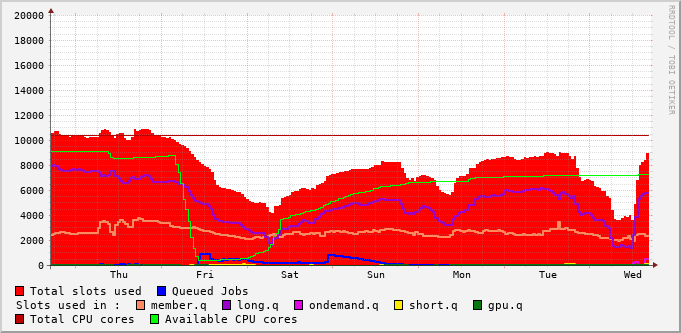 20000
18000
16000
14000
12000
10000
8000
6000
4000
2000
0
Thu Fri Sat Sun Mon Tue Wed
RRDTOOL / TOBI OETIKER
Total slots used Queued Jobs
Slots used in : member.q long.q ondemand.q short.q gpu.q
Total CPU cores Available CPU cores